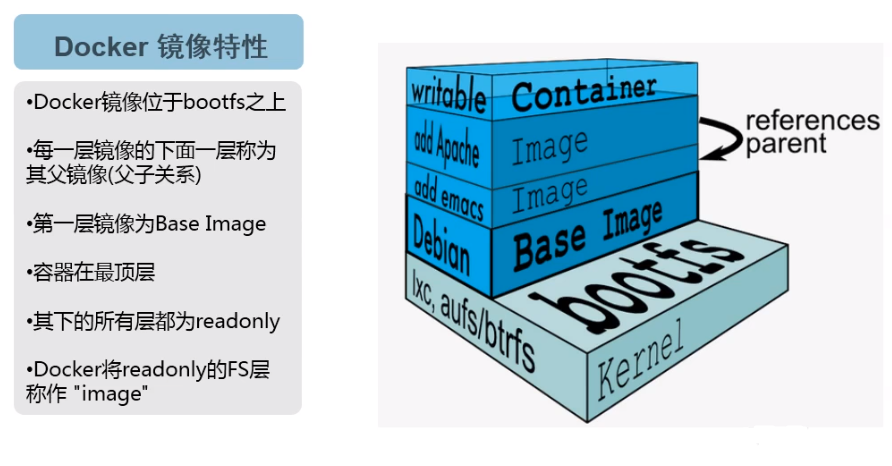 Docker 镜像特性
•Docker镜像位于bootfs之上
•每一层镜像的下面一层称为
其父镜像(父子关系)
•第一层镜像为Base Image
•容器在最顶层
•其下的所有层都为readonly
•Docker将readonly的FS层
称作 "image"
writable
Container
add Apache
Image
references
parent
add emacs
Image
Debian
Base Image
lxc, aufs/btrfs
bootfs
Kernel